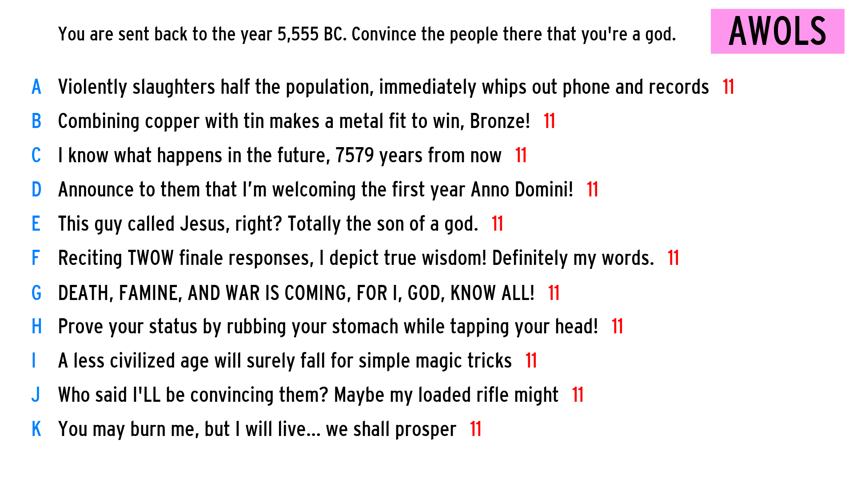 You are sent back to the year 5,555 BC. Convince the people there that you're a god.
AWOLS
A Violently slaughters half the population, immediately whips out phone and records 11
B Combining copper with tin makes a metal fit to win, Bronze! 11
C I know what happens in the future, 7579 years from now 11
D Announce to them that I’m welcoming the first year Anno Domini! 11
E This guy called Jesus, right? Totally the son of a god. 11
F Reciting TWOW finale responses, I depict true wisdom! Definitely my words. 11
G DEATH, FAMINE, AND WAR IS COMING, FOR I, GOD, KNOW ALL! 11
H Prove your status by rubbing your stomach while tapping your head! 11
I A less civilized age will surely fall for simple magic tricks 11
J Who said I'LL be convincing them? Maybe my loaded rifle might 11
K You may burn me, but I will live... we shall prosper 11